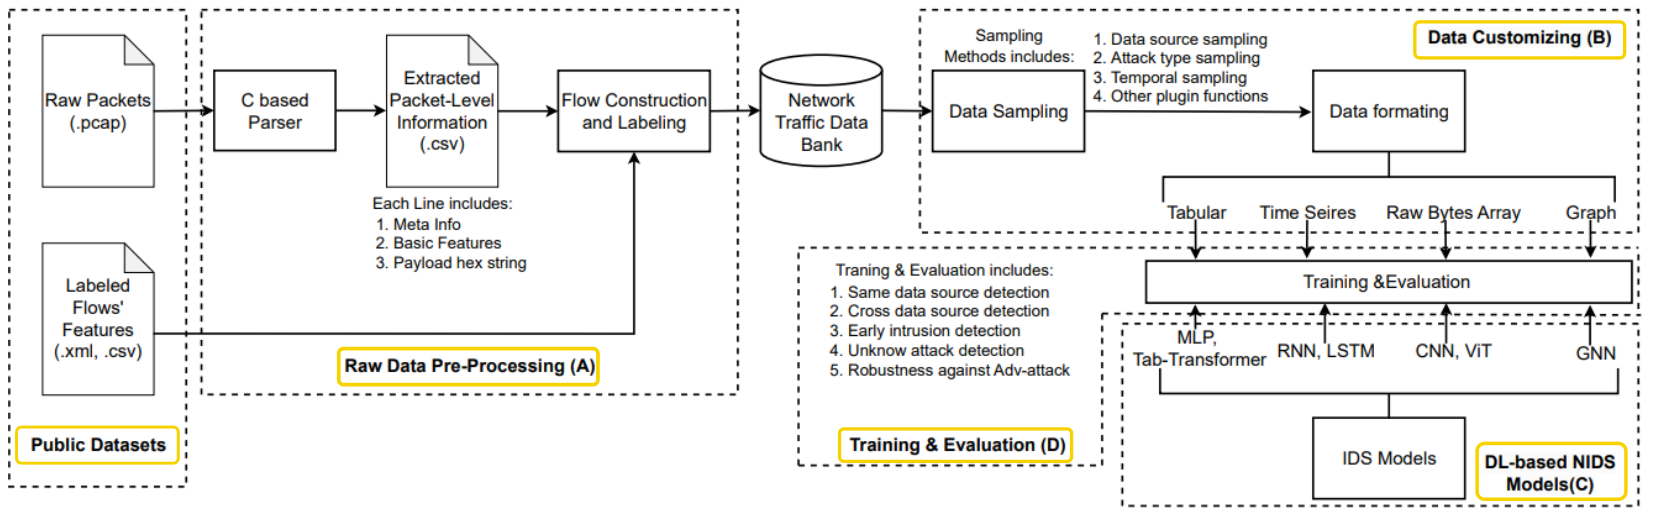 Raw Packets
(.pcap)
Labeled
Flows'
Features
(.xml, .csv)
Public Datasets
C based
Parser
Extracted
Packet-Level
Information
(.csv)
Each Line includes:
1. Meta Info
2. Basic Features
3. Payload hex string
Flow Construction
and Labeling
Raw Data Pre-Processing (A)
Network
Traffic Data
Bank
Sampling
Methods includes:
1. Data source sampling
2. Attack type sampling
3. Temporal sampling
4. Other plugin functions
Data Customizing (B)
Data Sampling
Data formating
Tabular
Time Seires
Raw Bytes Array
Graph
Traning & Evaluation includes:
1. Same data source detection
2. Cross data source detection
3. Early intrusion detection
4. Unknow attack detection
5. Robustness against Adv-attack
Training & Evaluation (D)
Training &Evaluation
MLP,
Tab-Transformer
RNN, LSTM
CNN, ViT
GNN
IDS Models
DL-based NIDS
Models(C)